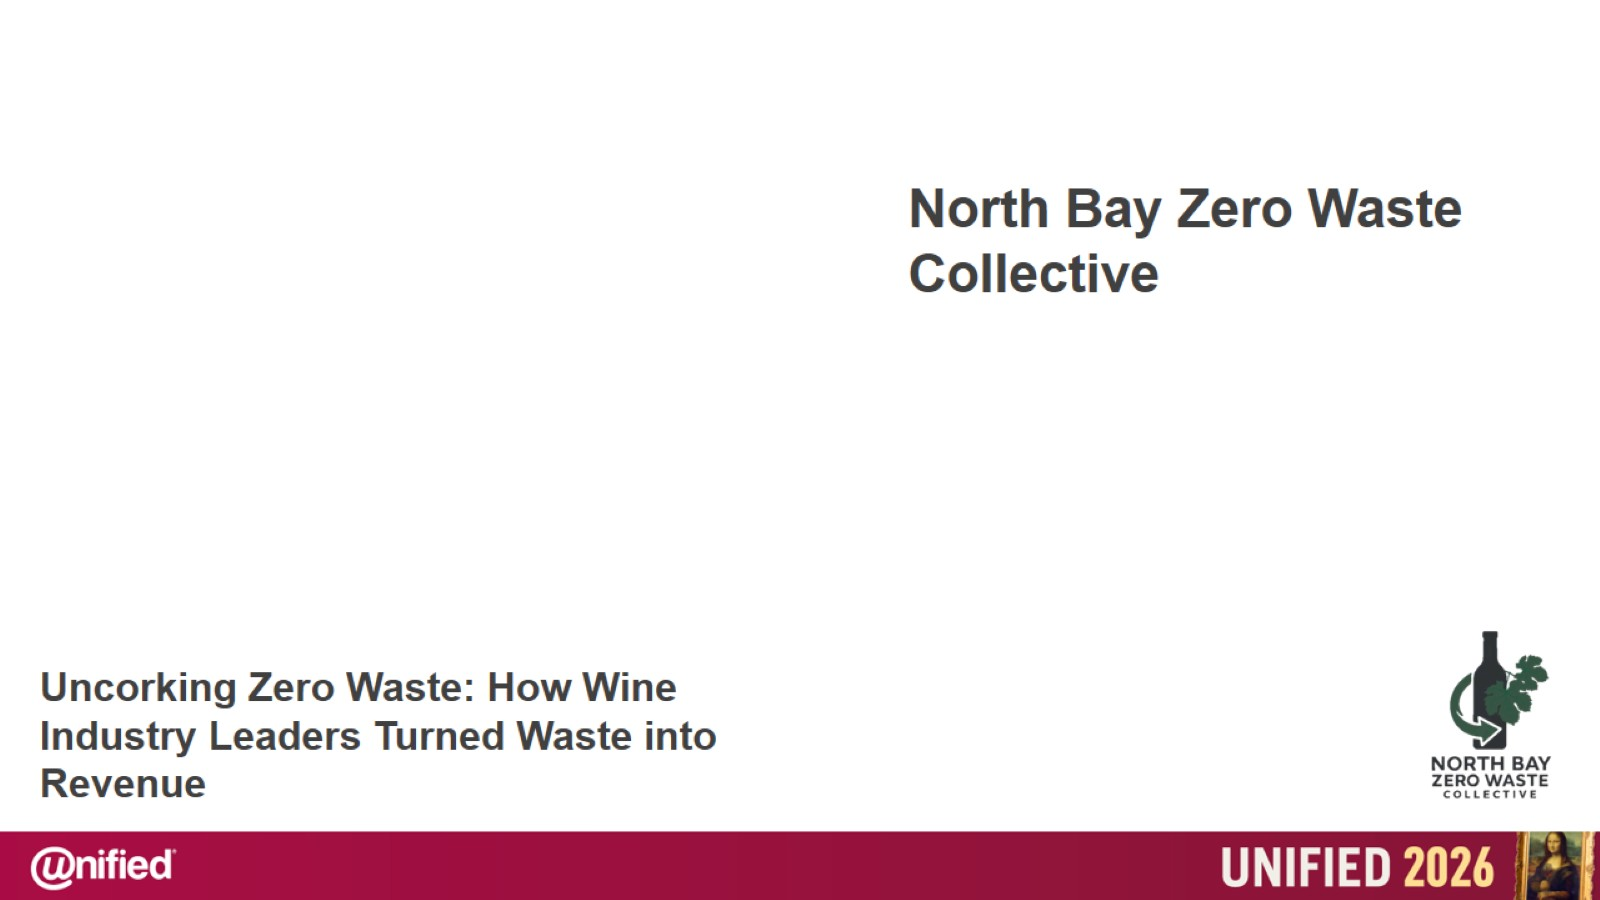 North Bay Zero Waste
Collective
Uncorking Zero Waste: How Wine
Industry Leaders Turned Waste into
Revenue
NORTH BAY
ZERO WASTE
COLLECTIVE
unified
UNIFIED 2026